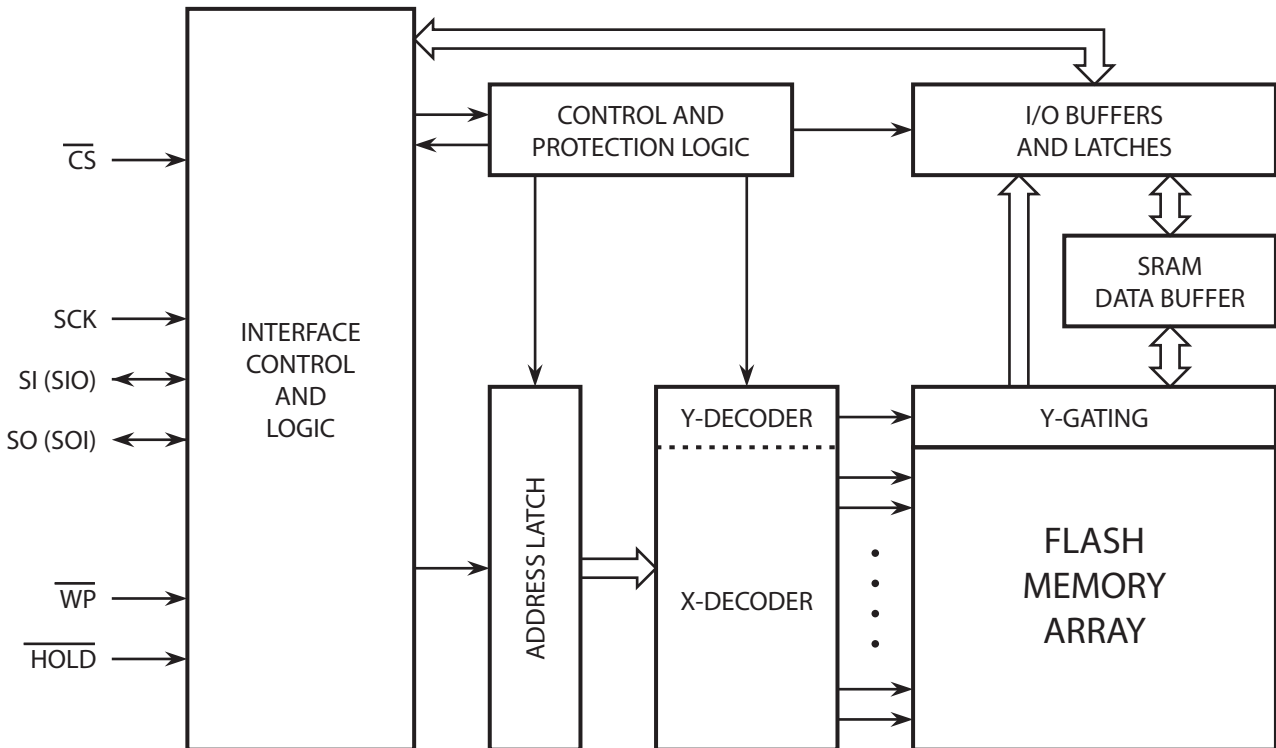 CS
SCK
SI (SIO)
SO (SOI)
WP
HOLD
INTERFACE
CONTROL
AND
LOGIC
CONTROL AND
PROTECTION LOGIC
I/O BUFFERS
AND LATCHES
SRAM
DATA BUFFER
ADDRESS LATCH
Y-DECODER
X-DECODER
Y-GATING
FLASH
MEMORY
ARRAY